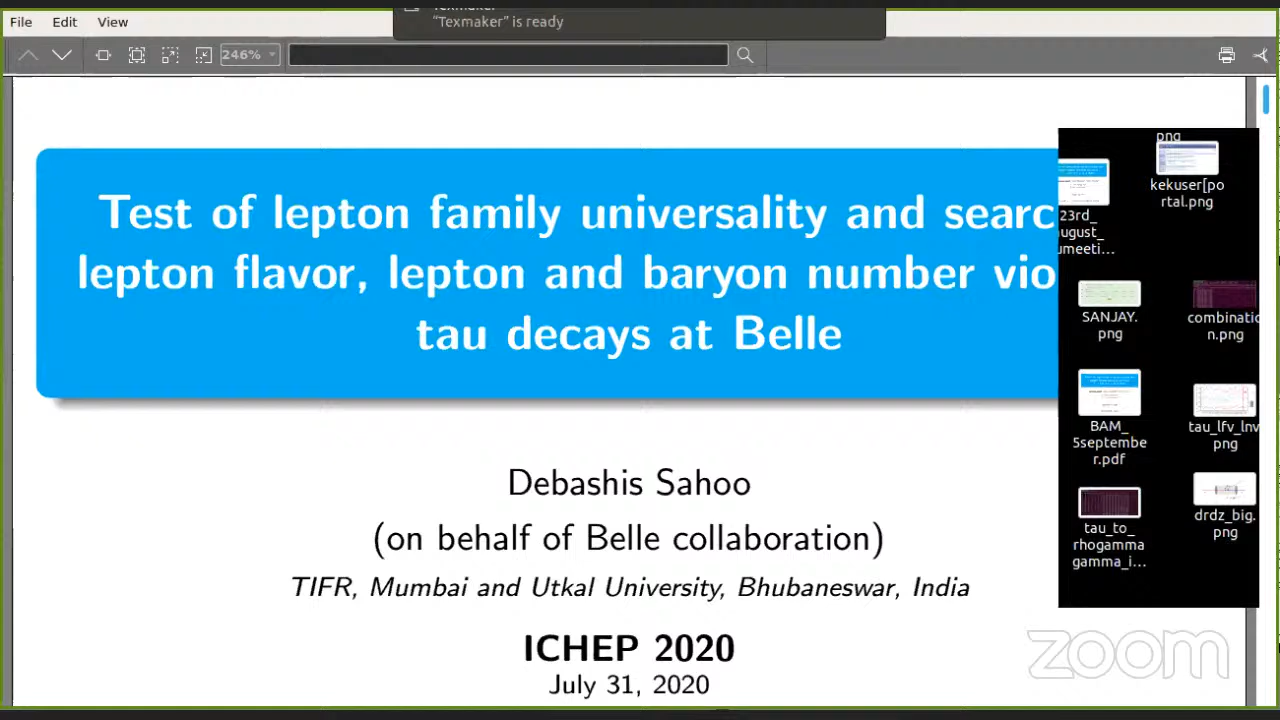 Texmaker
File Edit View
"Texmaker" is ready
246%
Test of lepton family universality and searc
lepton flavor, lepton and baryon number vio
tau decays at Belle
Debashis Sahoo
(on behalf of Belle collaboration)
TIFR, Mumbai and Utkal University, Bhubaneswar, India
ICHEP 2020
July 31, 2020
png
kekuser[po
rtal.png
23rd_
ugust_
umeeti...
SANJAY.
png
combinatio
n.png
BAM_
5septembe
r.pdf
tau_lfv_lnv
png
tau_to_
rhogamma
gamma_i...
drdz_big.
png
zoom